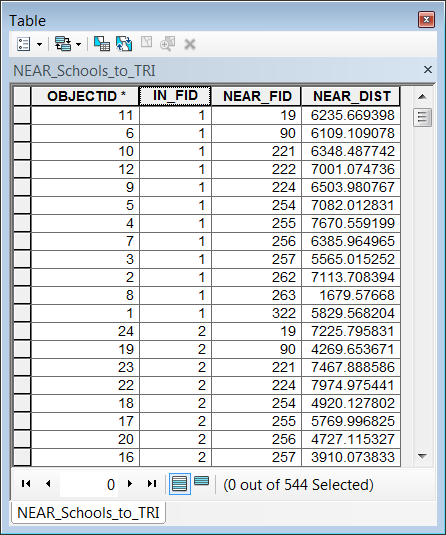 Table
NEAR_Schools_to_TRI
OBJECTID * IN_FID NEAR_FID NEAR_DIST
11 1 19 6235.669398
6 1 90 6109.109078
10 1 221 6348.487742
12 1 222 7001.074736
9 1 224 6503.980767
5 1 254 7082.012831
4 1 255 7670.559199
7 1 256 6385.964965
3 1 257 5565.015252
2 1 262 7113.708394
8 1 263 1679.57668
1 1 322 5829.568204
24 2 19 7225.795831
19 2 90 4269.653671
23 2 221 7467.888586
22 2 224 7974.975441
18 2 254 4920.127802
17 2 255 5769.996825
20 2 256 4727.115327
16 2 257 3910.073833
0 (0 out of 544 Selected)
NEAR_Schools_to_TRI